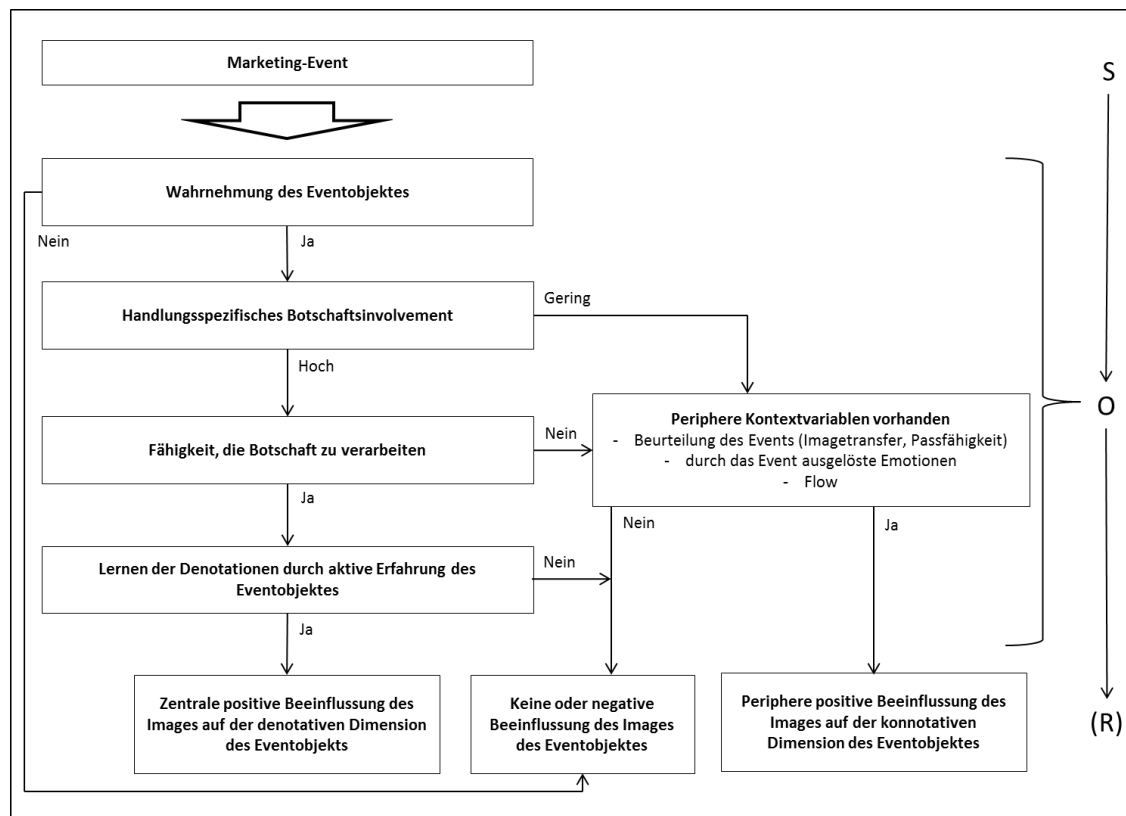 Marketing-Event
S
Wahrnehmung des Eventobjektes
Nein
Ja
Handlungsspezifisches Botschaftsinvolvement
Gering
Hoch
Fähigkeit, die Botschaft zu verarbeiten
Nein
Periphere Kontextvariablen vorhanden
- Beurteilung des Events (Imagetransfer, Passfähigkeit)
- durch das Event ausgelöste Emotionen
- Flow
O
Ja
Nein
Ja
Lernen der Denotationen durch aktive Erfahrung des
Eventobjektes
Nein
Ja
Zentrale positive Beeinflussung des
Images auf der denotativen Dimension
des Eventobjekts
Keine oder negative
Beeinflussung des Images
des Eventobjektes
Periphere positive Beeinflussung des
Images auf der konnotativen
Dimension des Eventobjektes
(R)